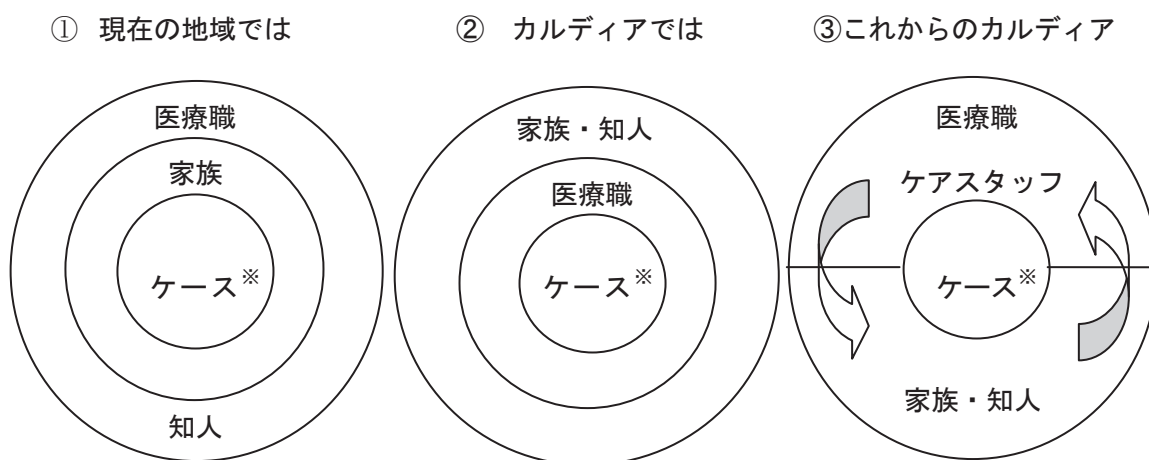 ① 現在の地域では
医療職
家族
ケース※
知人
② カルディアでは
家族・知人
医療職
ケース※
③これからのカルディア
医療職
ケアスタッフ
ケース※
家族・知人